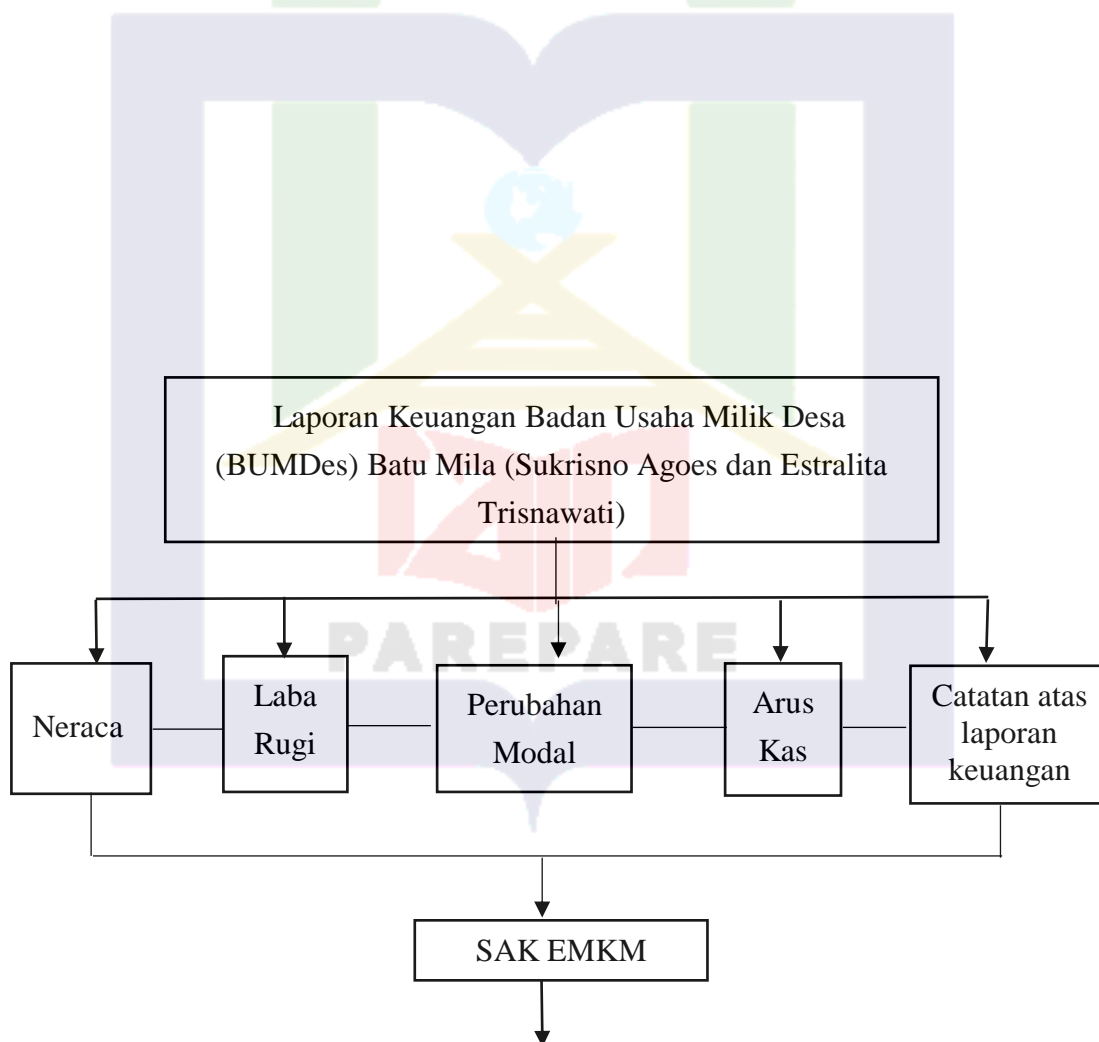 Laporan Keuangan Badan Usaha Milik Desa
(BUMDes) Batu Mila (Sukrisno Agoes dan Estralita
Trisnawati)
PAREPARE
Neraca
Laba
Rugi
Perubahan
Modal
Arus
Kas
Catatan atas
laporan
keuangan
SAK EMKM